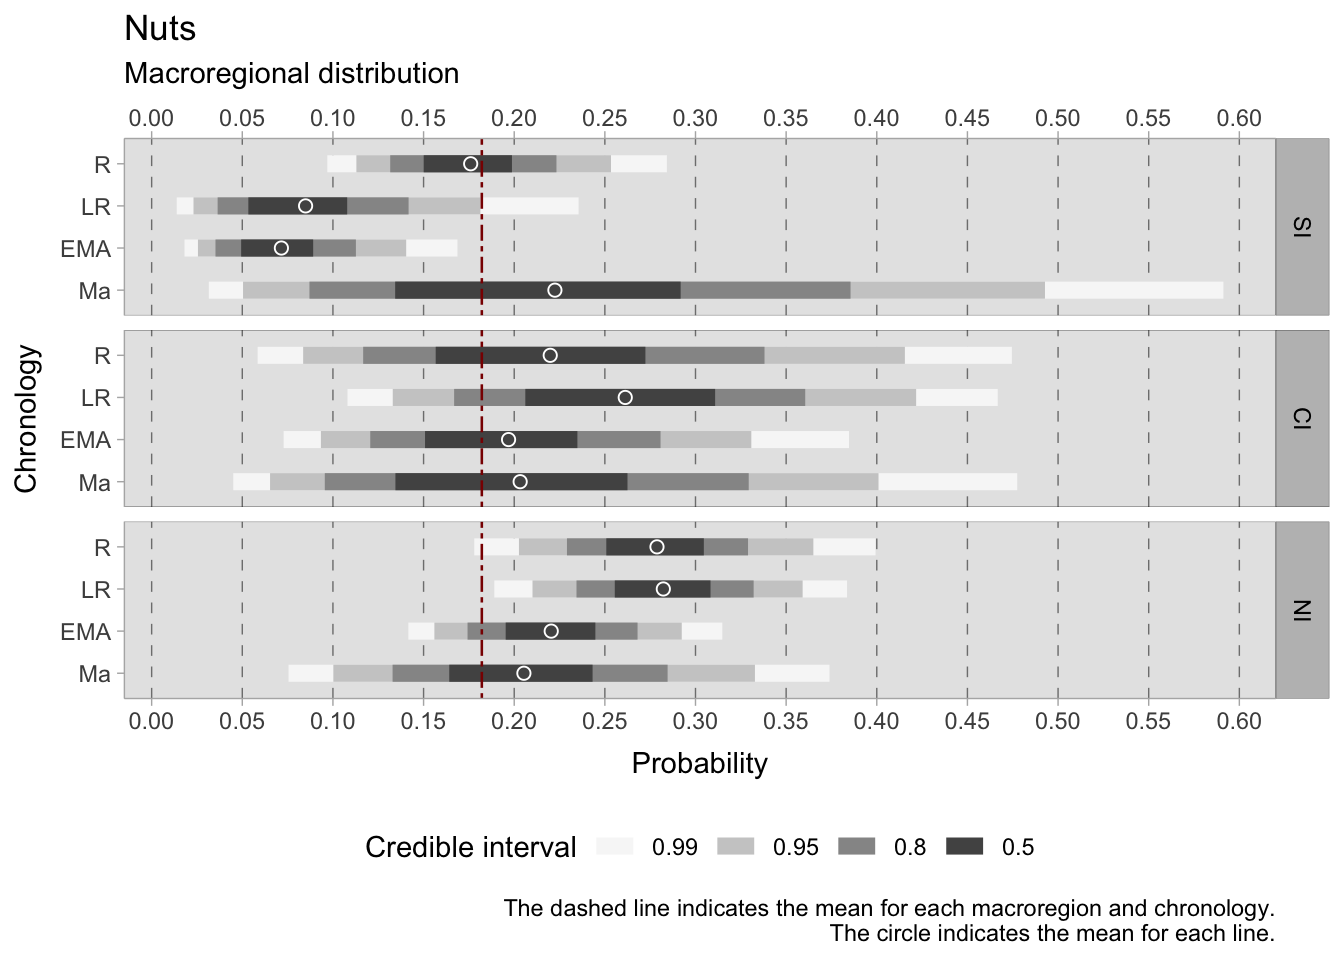 Nuts
Macroregional distribution
0.00 0.05 0.10 0.15 0.20 0.25 0.30 0.35 0.40 0.45 0.50 0.55 0.60
R
LR
EMA
Ma
SI
R
LR
EMA
Ma
CI
R
LR
EMA
Ma
NI
Chronology
0.00 0.05 0.10 0.15 0.20 0.25 0.30 0.35 0.40 0.45 0.50 0.55 0.60
Probability
Credible interval 0.99 0.95 0.8 0.5
The dashed line indicates the mean for each macroregion and chronology.
The circle indicates the mean for each line.